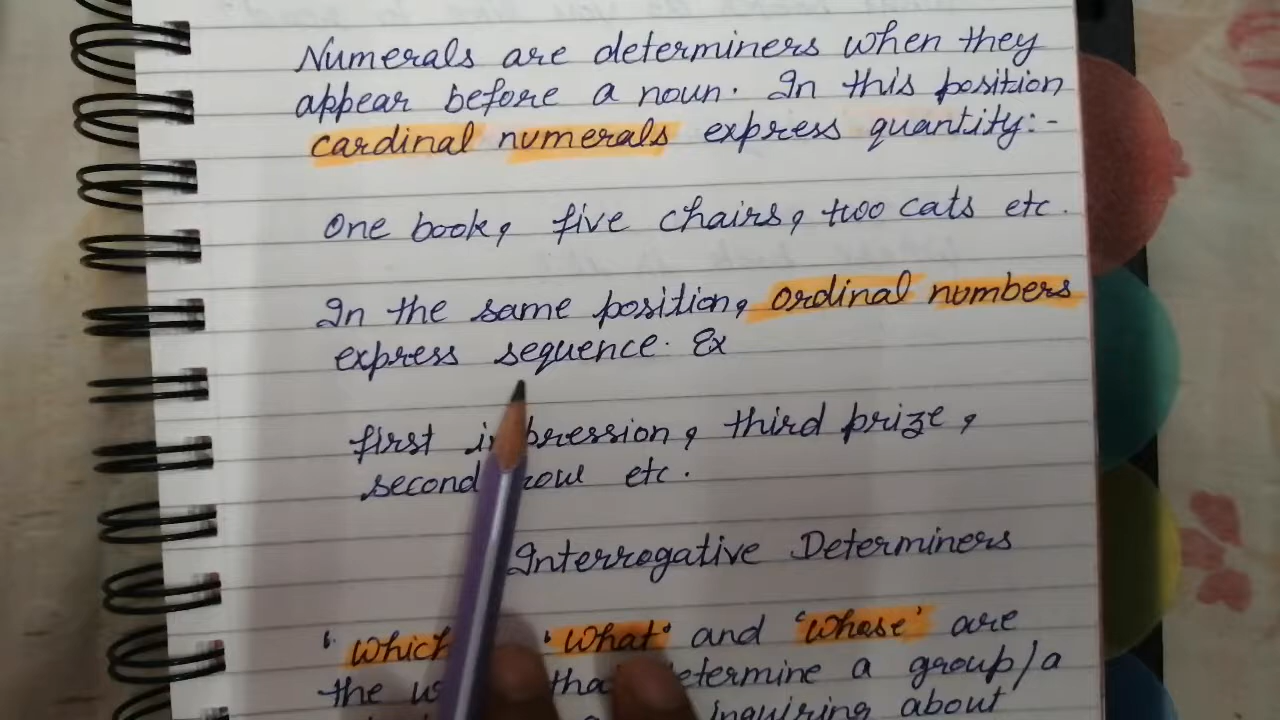 Numerals are determiners when they
appear before a noun. In this position
cardinal numerals express quantity:-
One book, five chairs, two cats etc.
In the same position, ordinal numbers
express sequence. Ex
first impression, third prize,
second row etc.
Interrogative Determiners
"Which "What" and 'whose' are
the determine a group/a
Inquiring about